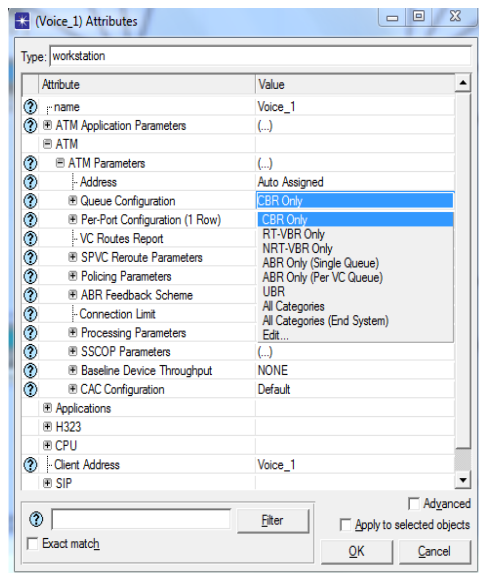 (Voice_1) Attributes
Type: workstation
Attribute Value
name Voice_1
ATM Application Parameters (...)
ATM
ATM Parameters (...)
Address Auto Assigned
Queue Configuration CBR Only
Per-Port Configuration (1 Row) CBR Only
RT-VBR Only
VC Routes Report
NRT-VBR Only
SPVC Reroute Parameters
ABR Only (Single Queue)
ABR Only (Per VC Queue)
Policing Parameters
UBR
ABR Feedback Scheme
All Categories
Connection Limit
All Categories (End System)
Processing Parameters
Edit...
SSCOP Parameters (...)
Baseline Device Throughput NONE
CAC Configuration Default
Applications
H323
CPU
Client Address Voice_1
SIP
Advanced
Filter
Apply to selected objects
Exact match
OK Cancel